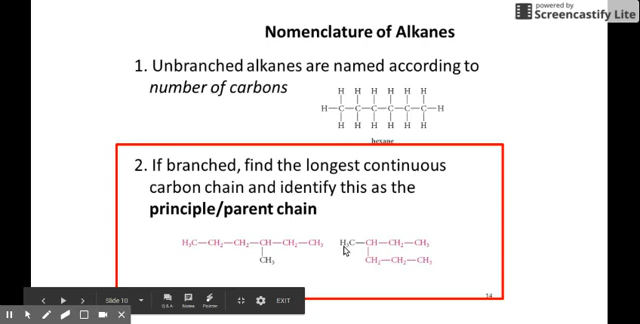 powered by
Screencastify Lite
Nomenclature of Alkanes
1. Unbranched alkanes are named according to
number of carbons
H H H H H H
H—C—C—C—C—C—C—H
H H H H H H
hexane
2. If branched, find the longest continuous
carbon chain and identify this as the
principle/parent chain
H₃C—CH₂—CH₂—CH—CH₂—CH₃
CH₃
H₃C—CH—CH₂—CH₃
CH₂—CH₂—CH₃
14
Slide 10
Q & A
Notes
Pointer
EXIT